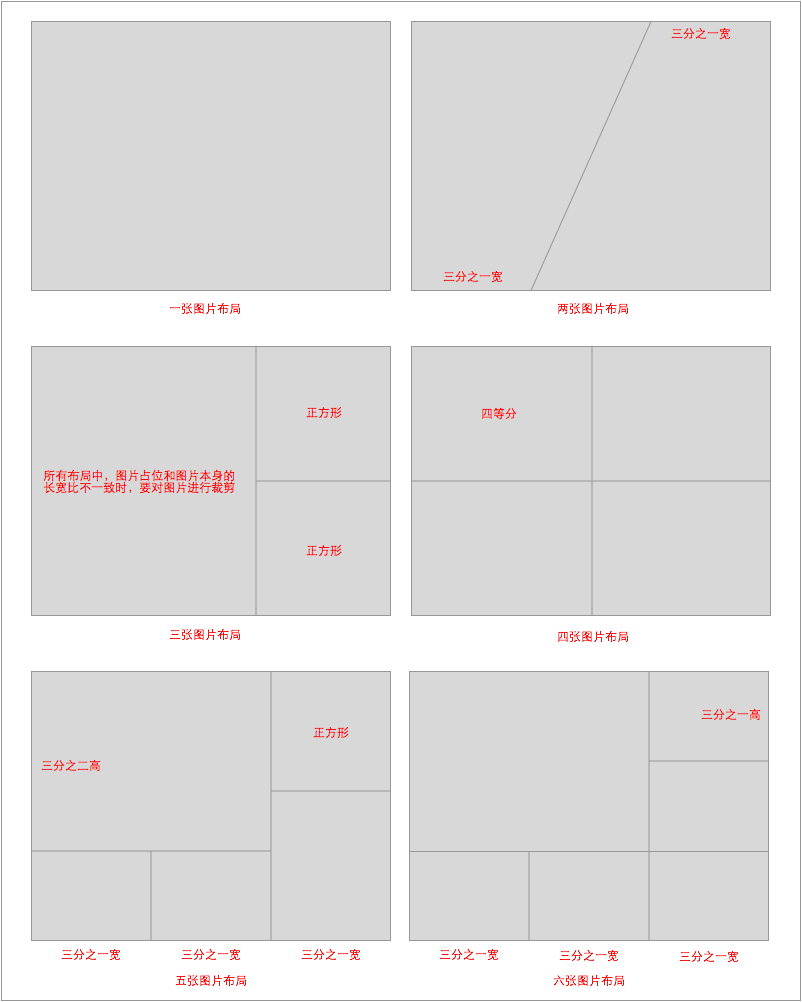 三分之一宽
三分之一宽
一张图片布局
两张图片布局
正方形
所有布局中，图片占位和图片本身的
长宽比不一致时，要对图片进行裁剪
正方形
四等分
三张图片布局
四张图片布局
正方形
三分之二高
三分之一高
三分之一宽
三分之一宽
三分之一宽
三分之一宽
三分之一宽
三分之一宽
五张图片布局
六张图片布局